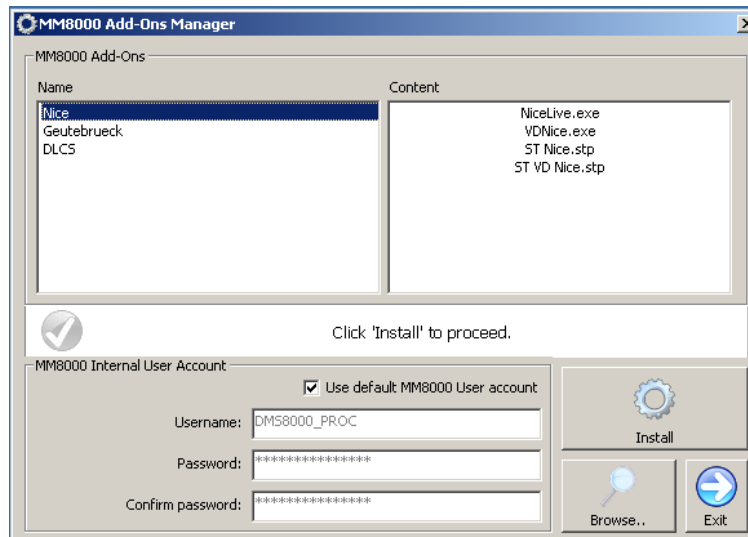 MM8000 Add-Ons Manager
MM8000 Add-Ons
Name
Content
Nice
Geutebrueck
DLCS
NiceLive.exe
VDNice.exe
ST Nice.stp
ST VD Nice.stp
Click 'Install' to proceed.
MM8000 Internal User Account
Use default MM8000 User account
Username:
DMS8000_PROC
Password:
***************
Confirm password:
***************
Install
Browse..
Exit